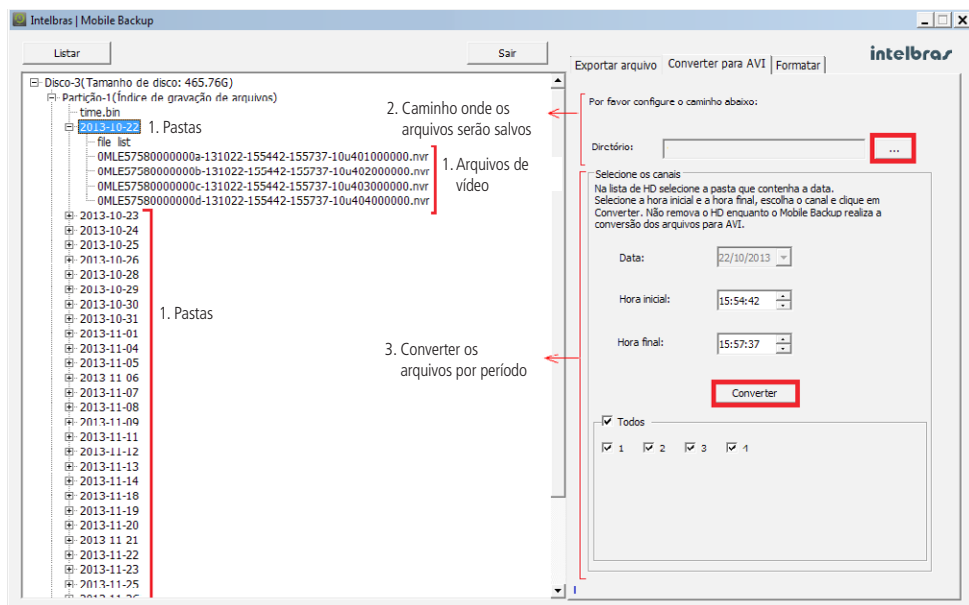 Intelbras | Mobile Backup
Listar
Sair
intelbras
Disco-3(Tamanho de disco: 465.76G)
Partição-1(Índice de gravação de arquivos)
time.bin
2013-10-22
1. Pastas
file list
0MLE57580000000a-131022-155442-155737-10u401000000.nvr
0MLE57580000000b-131022-155442-155737-10u402000000.nvr
0MLE57580000000c-131022-155442-155737-10u403000000.nvr
0MLE57580000000d-131022-155442-155737-10u404000000.nvr
1. Arquivos de
vídeo
2013-10-23
2013-10-24
2013-10-25
2013-10-26
2013-10-28
2013-10-29
2013-10-30
2013-10-31
2013-11-01
2013-11-04
2013-11-05
2013 11 06
2013-11-07
2013-11-08
2013-11-09
2013-11-11
2013-11-12
2013-11-13
2013-11-14
2013-11-18
2013-11-19
2013-11-20
2013 11 21
2013-11-22
2013-11-23
2013-11-25
2013-11-26
1. Pastas
2. Caminho onde os
arquivos serão salvos
3. Converter os
arquivos por período
Exportar arquivo
Converter para AVI
Formatar
Por favor configure o caminho abaixo:
Dirctório:
...
Selecione os canais
Na lista de HD selecione a pasta que contenha a data.
Selecione a hora inicial e a hora final, escolha o canal e clique em
Converter. Não remova o HD enquanto o Mobile Backup realiza a
conversão dos arquivos para AVI.
Data:
22/10/2013
Hora inicial:
15:54:42
Hora final:
15:57:37
Converter
Todos
1 2 3 4